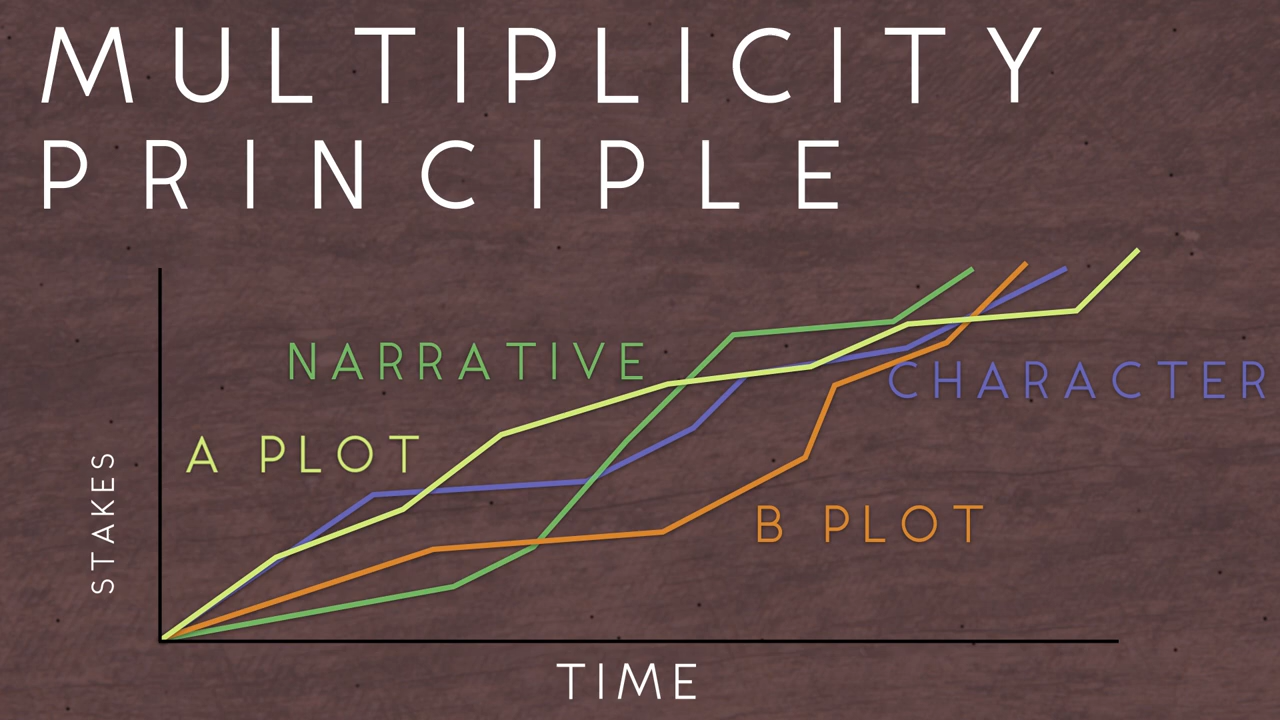 MULTIPLICITY
PRINCIPLE
NARRATIVE
CHARACTER
A PLOT
B PLOT
STAKES
TIME